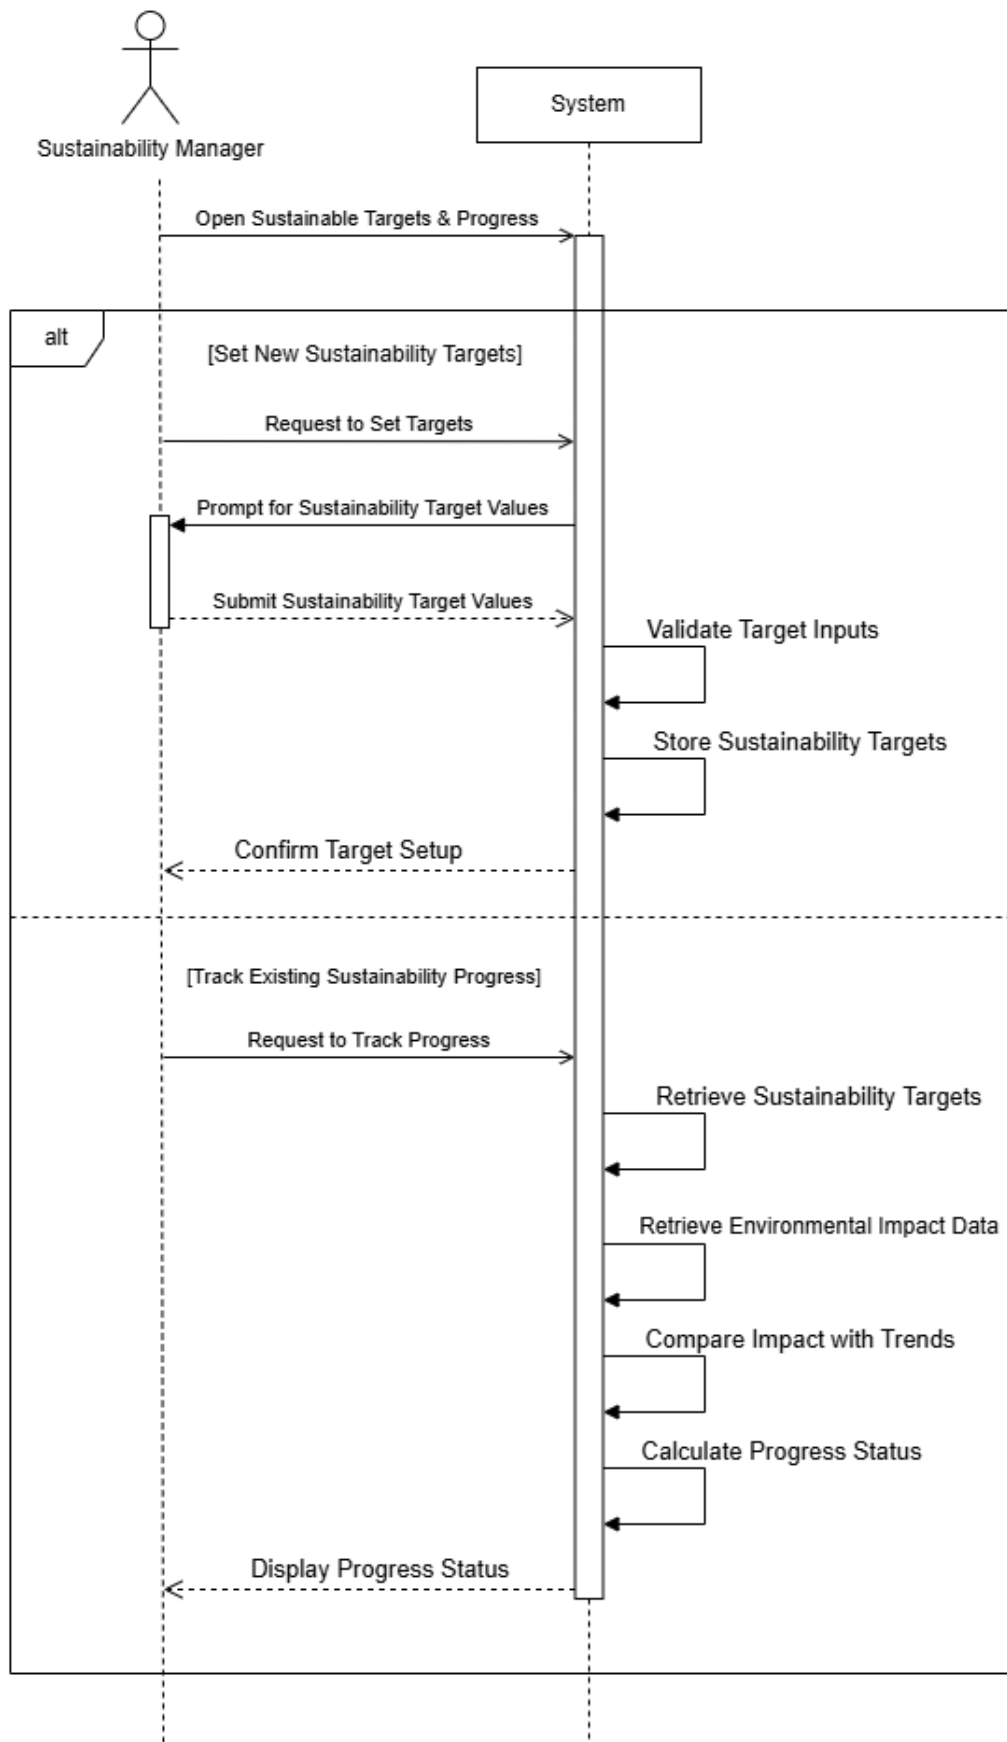 Sustainability Manager
System
Open Sustainable Targets & Progress
alt
[Set New Sustainability Targets]
Request to Set Targets
Prompt for Sustainability Target Values
Submit Sustainability Target Values
Validate Target Inputs
Store Sustainability Targets
Confirm Target Setup
[Track Existing Sustainability Progress]
Request to Track Progress
Retrieve Sustainability Targets
Retrieve Environmental Impact Data
Compare Impact with Trends
Calculate Progress Status
Display Progress Status